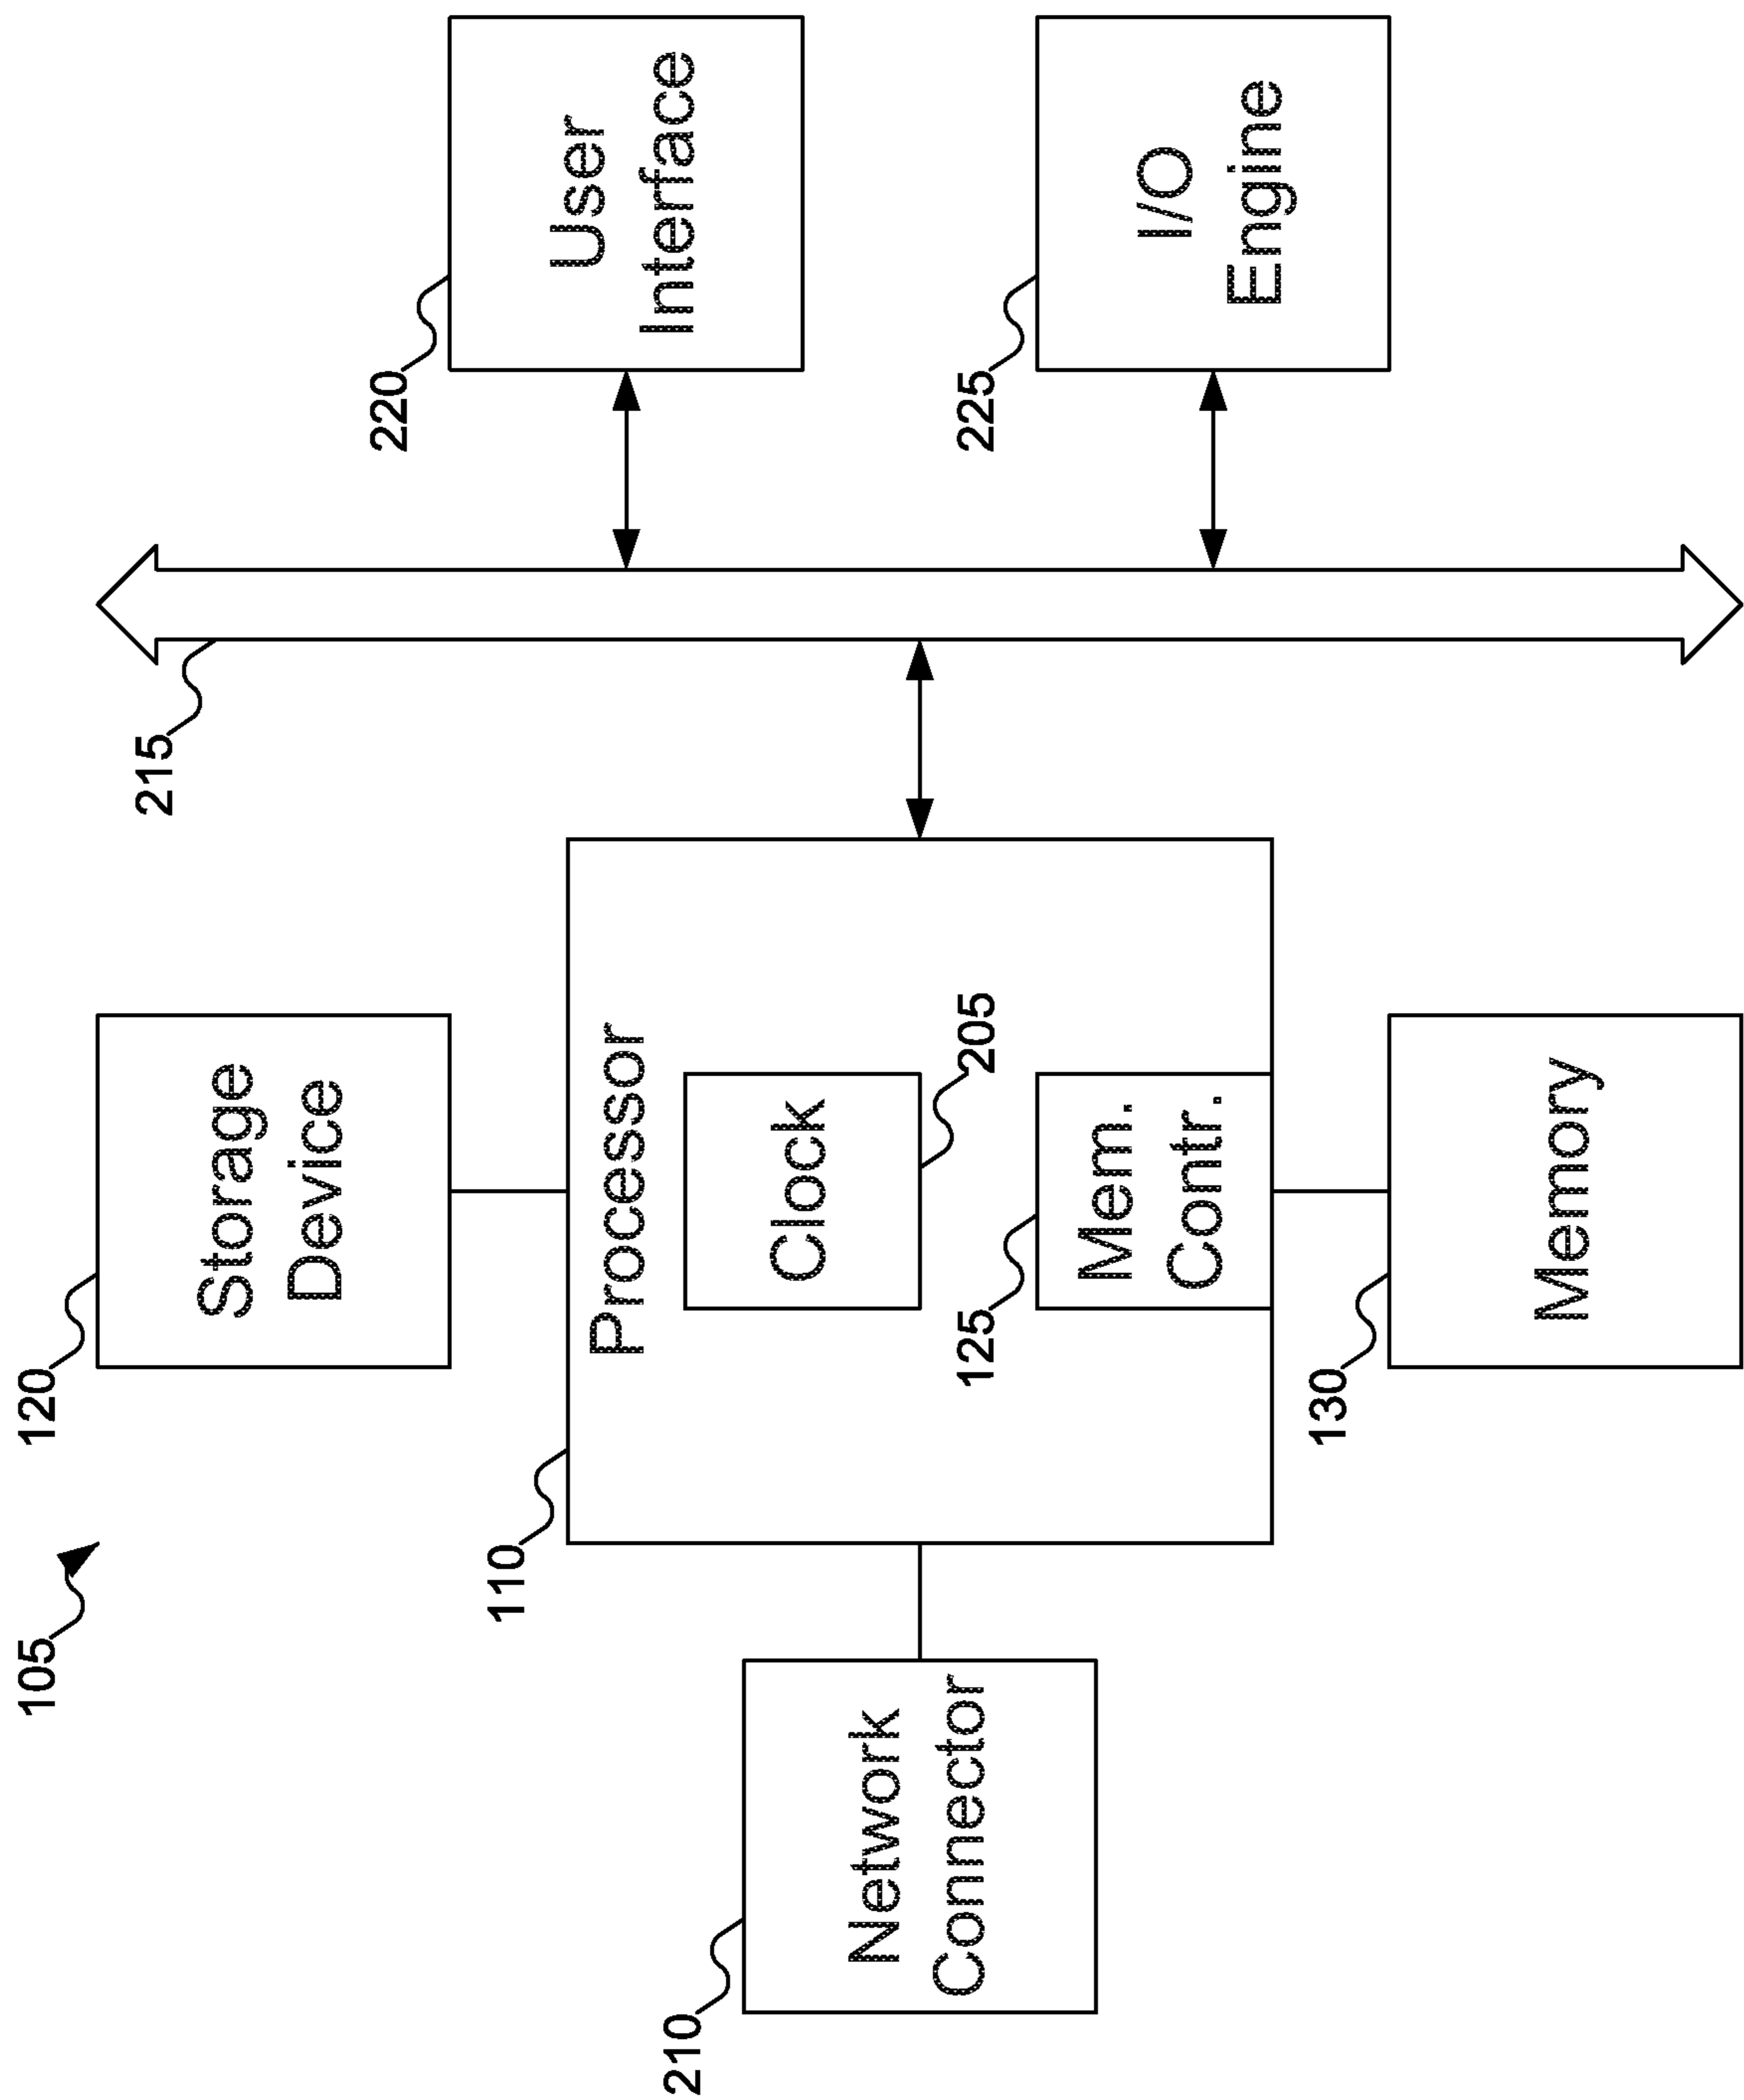 105
120
Storage
Device
110
Processor
210
Network
Connector
Clock
205
125
Mem.
Contr.
130
Memory
215
220
User
Interface
225
I/O
Engine